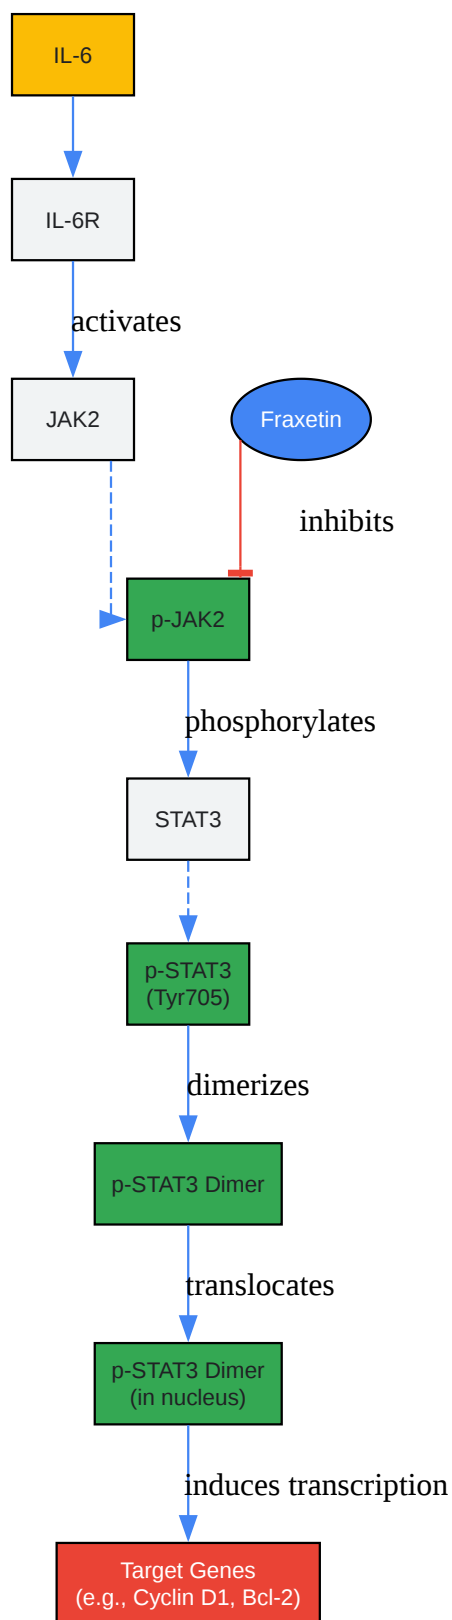 IL-6
IL-6R
activates
JAK2
Fraxetin
inhibits
p-JAK2
phosphorylates
STAT3
p-STAT3
(Tyr705)
dimerizes
p-STAT3 Dimer
translocates
p-STAT3 Dimer
(in nucleus)
induces transcription
Target Genes
(e.g., Cyclin D1, Bcl-2)